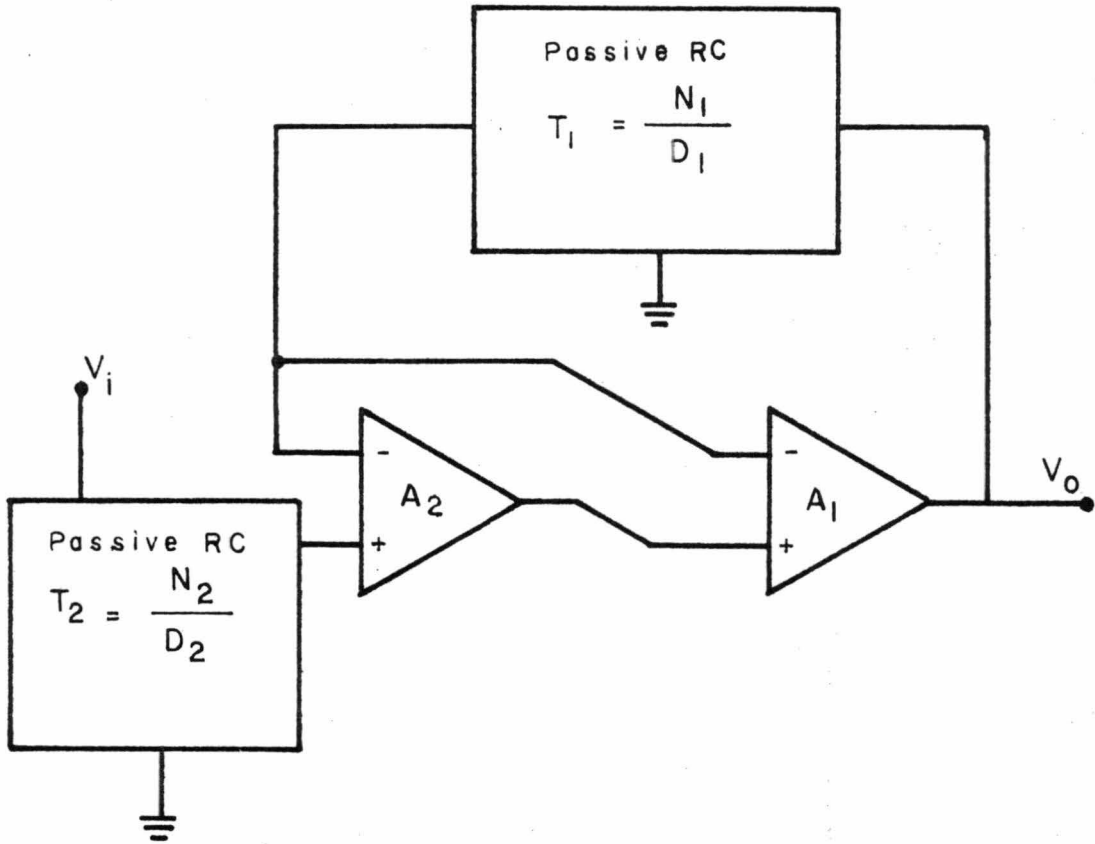 Passive RC
T1 = N1
D1
Vi
Passive RC
T2 = N2
D2
-
A2
+
-
A1
+
Vo